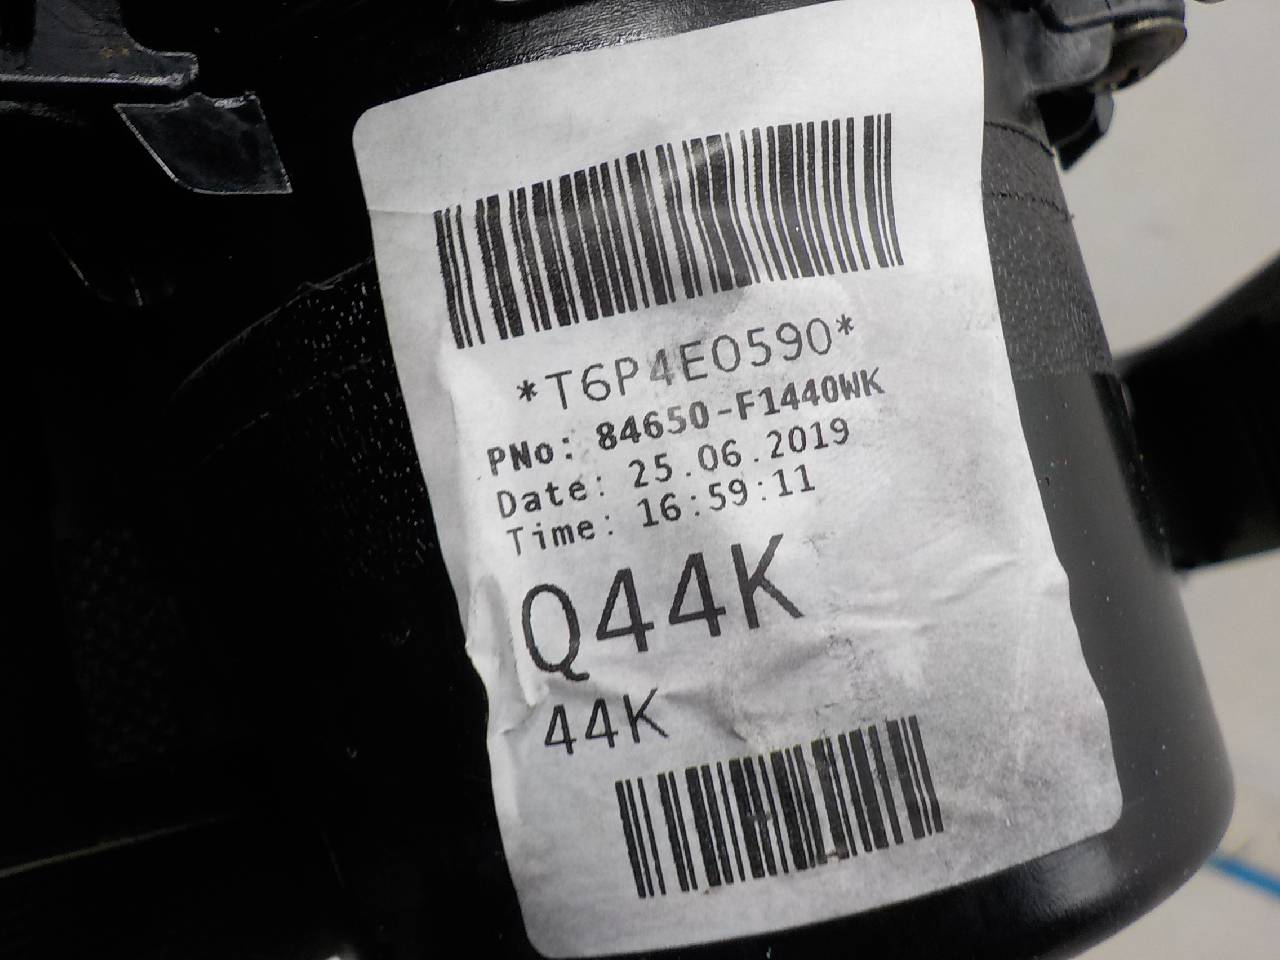 *T6P4E0590*
PNo: 84650-F1440WK
Date: 25.06.2019
Time: 16:59:11
Q44K
44K